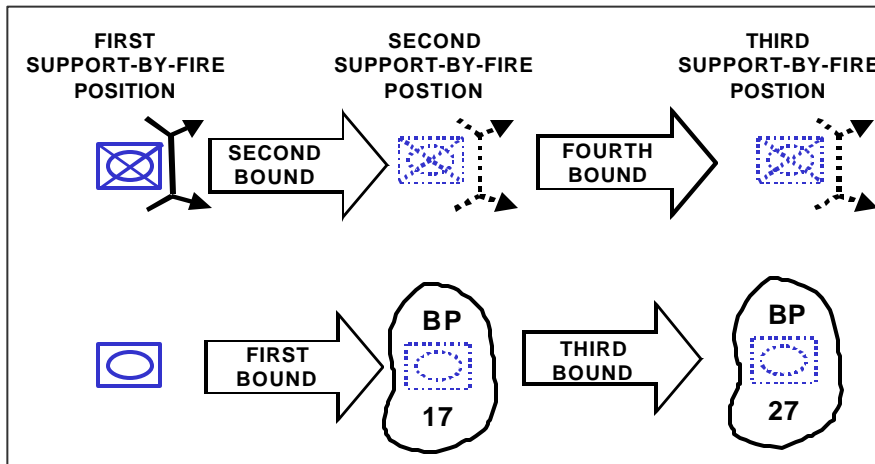 FIRST
SUPPORT-BY-FIRE
POSITION
SECOND
SUPPORT-BY-FIRE
POSTION
THIRD
SUPPORT-BY-FIRE
POSTION
SECOND
BOUND
FOURTH
BOUND
FIRST
BOUND
BP
17
THIRD
BOUND
BP
27